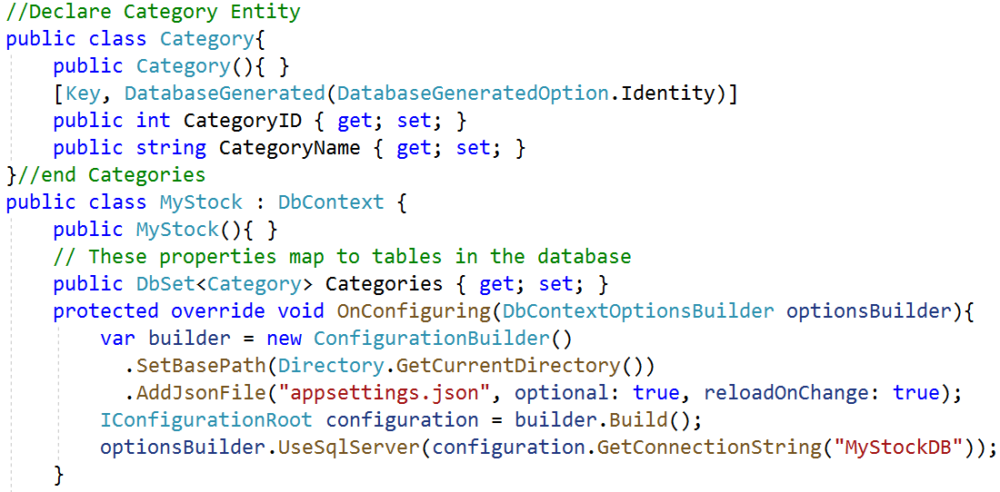 //Declare Category Entity
public class Category{
    public Category(){ }
    [Key, DatabaseGenerated(DatabaseGeneratedOption.Identity)]
    public int CategoryID { get; set; }
    public string CategoryName { get; set; }
}//end Categories
public class MyStock : DbContext {
    public MyStock(){ }
    // These properties map to tables in the database
    public DbSet<Category> Categories { get; set; }
    protected override void OnConfiguring(DbContextOptionsBuilder optionsBuilder){
        var builder = new ConfigurationBuilder()
          .SetBasePath(Directory.GetCurrentDirectory())
          .AddJsonFile("appsettings.json", optional: true, reloadOnChange: true);
        IConfigurationRoot configuration = builder.Build();
        optionsBuilder.UseSqlServer(configuration.GetConnectionString("MyStockDB"));
    }